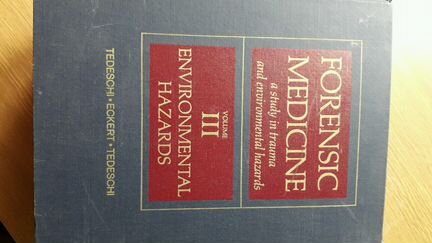 FORENSIC
MEDICINE
a study in trauma
and environmental hazards
VOLUME
III
ENVIRONMENTAL
HAZARDS
TEDESCHI • ECKERT • TEDESCHI